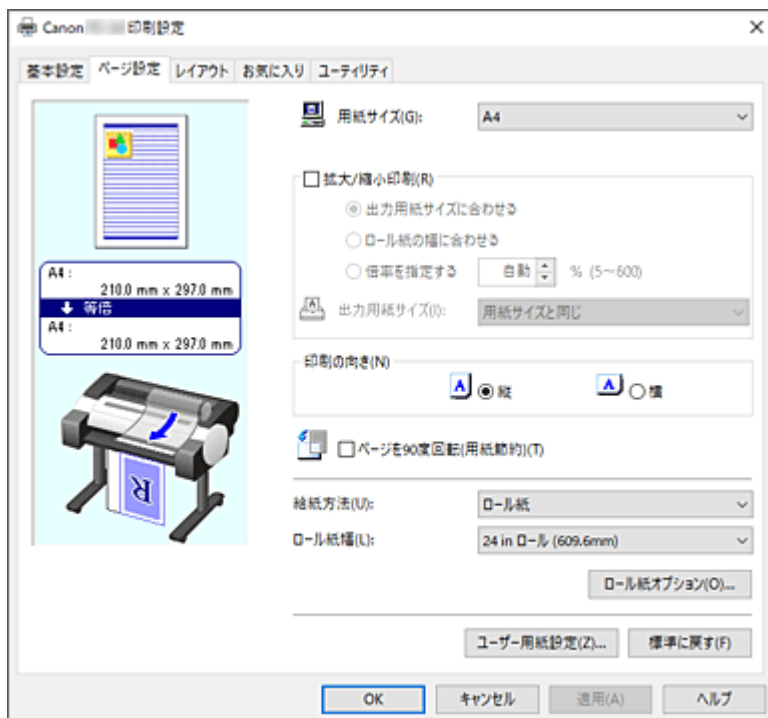 Canon 印刷設定
基本設定 ページ設定 レイアウト お気に入り ユーティリティ
用紙サイズ(G): A4
拡大/縮小印刷(R)
出力用紙サイズに合わせる
ロール紙の幅に合わせる
倍率を指定する 自動 % (5～600)
出力用紙サイズ(I): 用紙サイズと同じ
A4 :
210.0 mm x 297.0 mm
等倍
A4 :
210.0 mm x 297.0 mm
印刷の向き(N)
A 縦 A 横
ページを90度回転(用紙節約)(T)
給紙方法(U): ロール紙
ロール紙幅(L): 24 in ロール (609.6mm)
R
ロール紙オプション(O)...
ユーザー用紙設定(Z)... 標準に戻す(F)
OK キャンセル 適用(A) ヘルプ